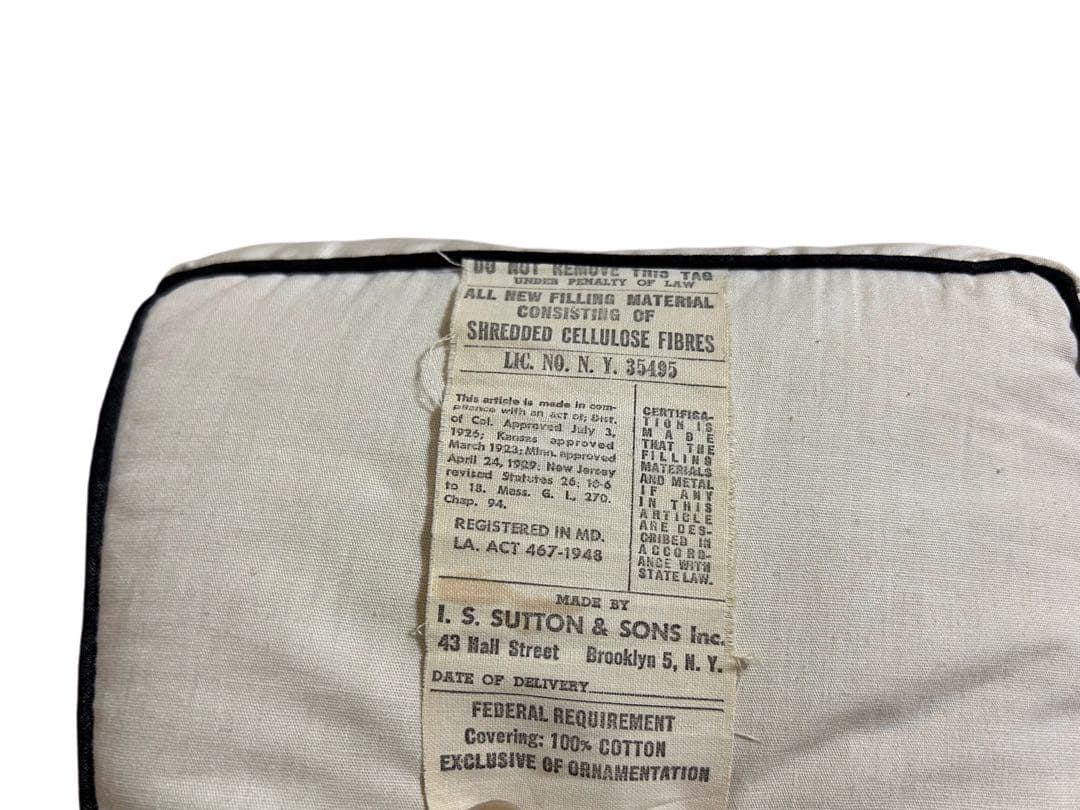 DO NOT REMOVE THIS TAG
UNDER PENALTY OF LAW
ALL NEW FILLING MATERIAL
CONSISTING OF
SHREDDED CELLULOSE FIBRES
LIC. NO. N. Y. 35495
This article is made in com-
pliance with an act of; Dist.
of Col. Approved July 3,
1926; Kansas approved
March 1923; Minn. approved
April 24, 1929; New Jersey
revised Statutes 26; 10-6
to 18. Mass. G. L. 270.
Chap. 94.
REGISTERED IN MD.
LA. ACT 467-1948
CERTIFICA-
TION IS
MADE
THAT THE
FILLING
MATERIALS
AND METAL
IF ANY
IN THIS
ARTICLE
ARE DES-
CRIBED IN
ACCORD-
ANCE WITH
STATE LAW.
MADE BY
I. S. SUTTON & SONS Inc.
43 Hall Street Brooklyn 5, N. Y.
DATE OF DELIVERY
FEDERAL REQUIREMENT
Covering: 100% COTTON
EXCLUSIVE OF ORNAMENTATION